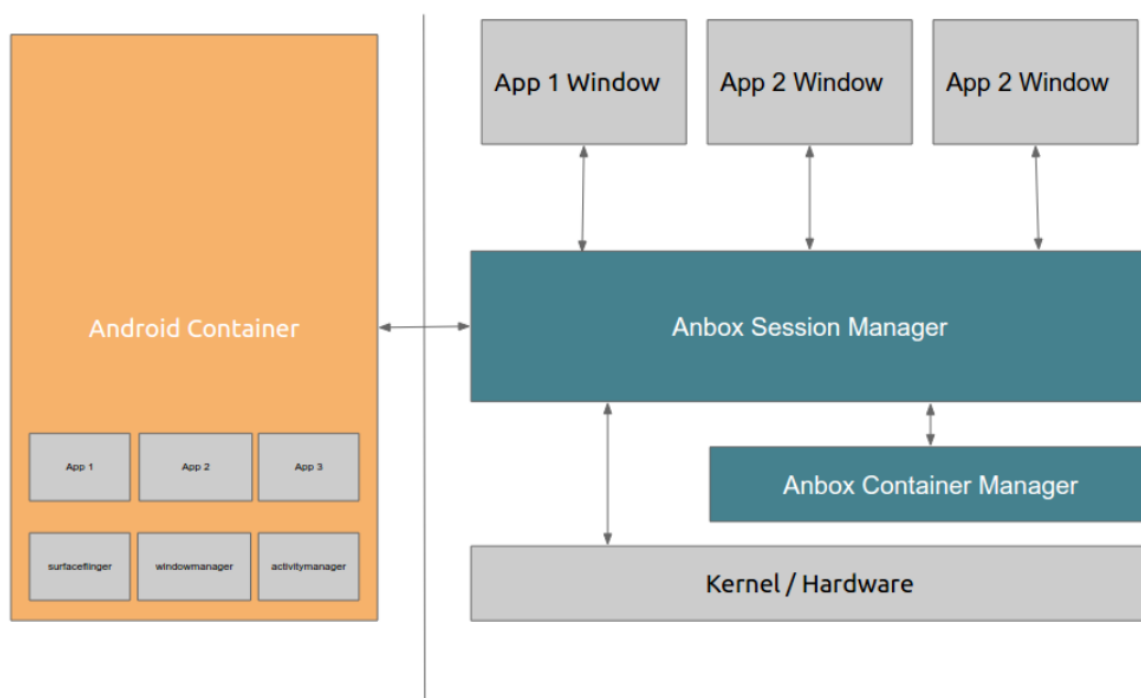 App 1 Window
App 2 Window
App 2 Window
Android Container
Anbox Session Manager
App 1
App 2
App 3
Anbox Container Manager
surfaceflinger
windowmanager
activitymanager
Kernel / Hardware